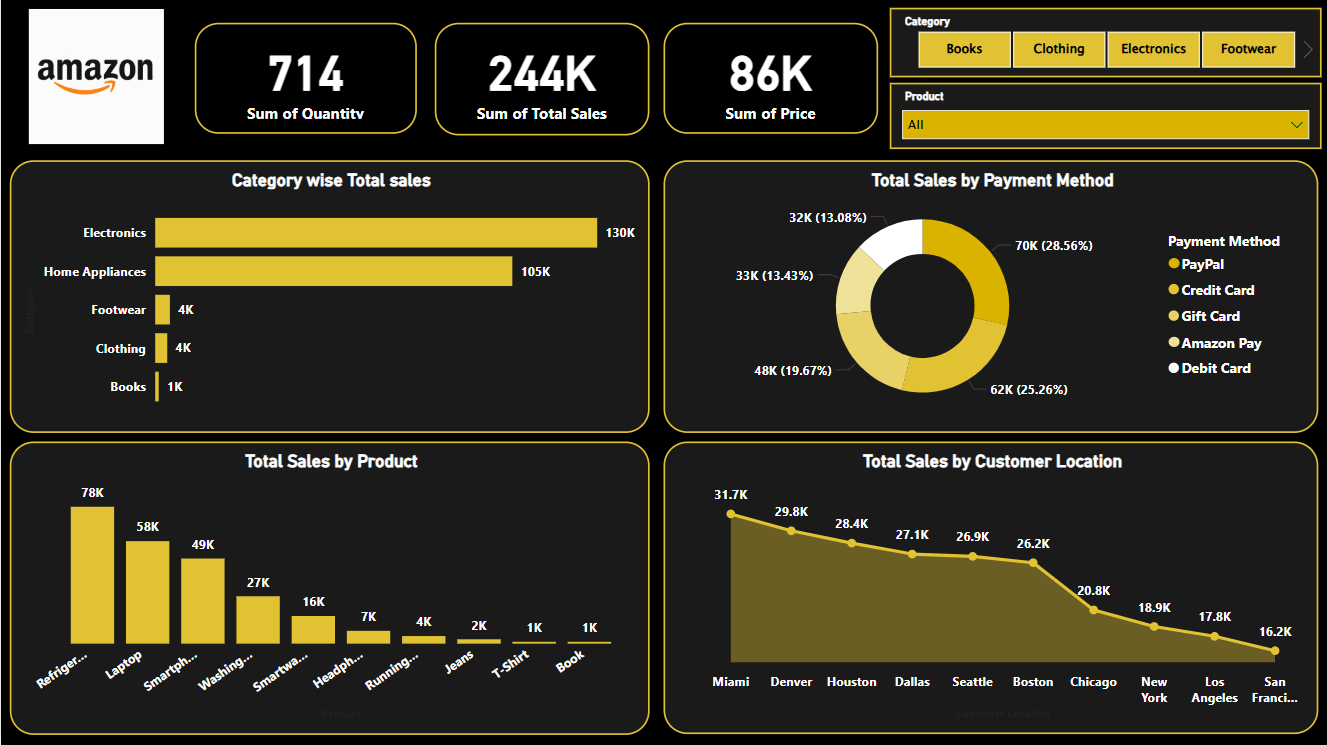 amazon
714
Sum of Quantity
244K
Sum of Total Sales
86K
Sum of Price
Category
Books
Clothing
Electronics
Footwear
Product
All
Category wise Total sales
Electronics
130K
Home Appliances
105K
Footwear
4K
Clothing
4K
Books
1K
Category
Total Sales by Payment Method
32K (13.08%)
70K (28.56%)
33K (13.43%)
48K (19.67%)
62K (25.26%)
Payment Method
PayPal
Credit Card
Gift Card
Amazon Pay
Debit Card
Total Sales by Product
78K
58K
49K
27K
16K
7K
4K
2K
1K
1K
Refriger...
Laptop
Smartph...
Washing...
Smartwa...
Headph...
Running...
Jeans
T-Shirt
Book
Product
Total Sales by Customer Location
31.7K
29.8K
28.4K
27.1K
26.9K
26.2K
20.8K
18.9K
17.8K
16.2K
Miami
Denver
Houston
Dallas
Seattle
Boston
Chicago
New
York
Los
Angeles
San
Franci...
Customer Location